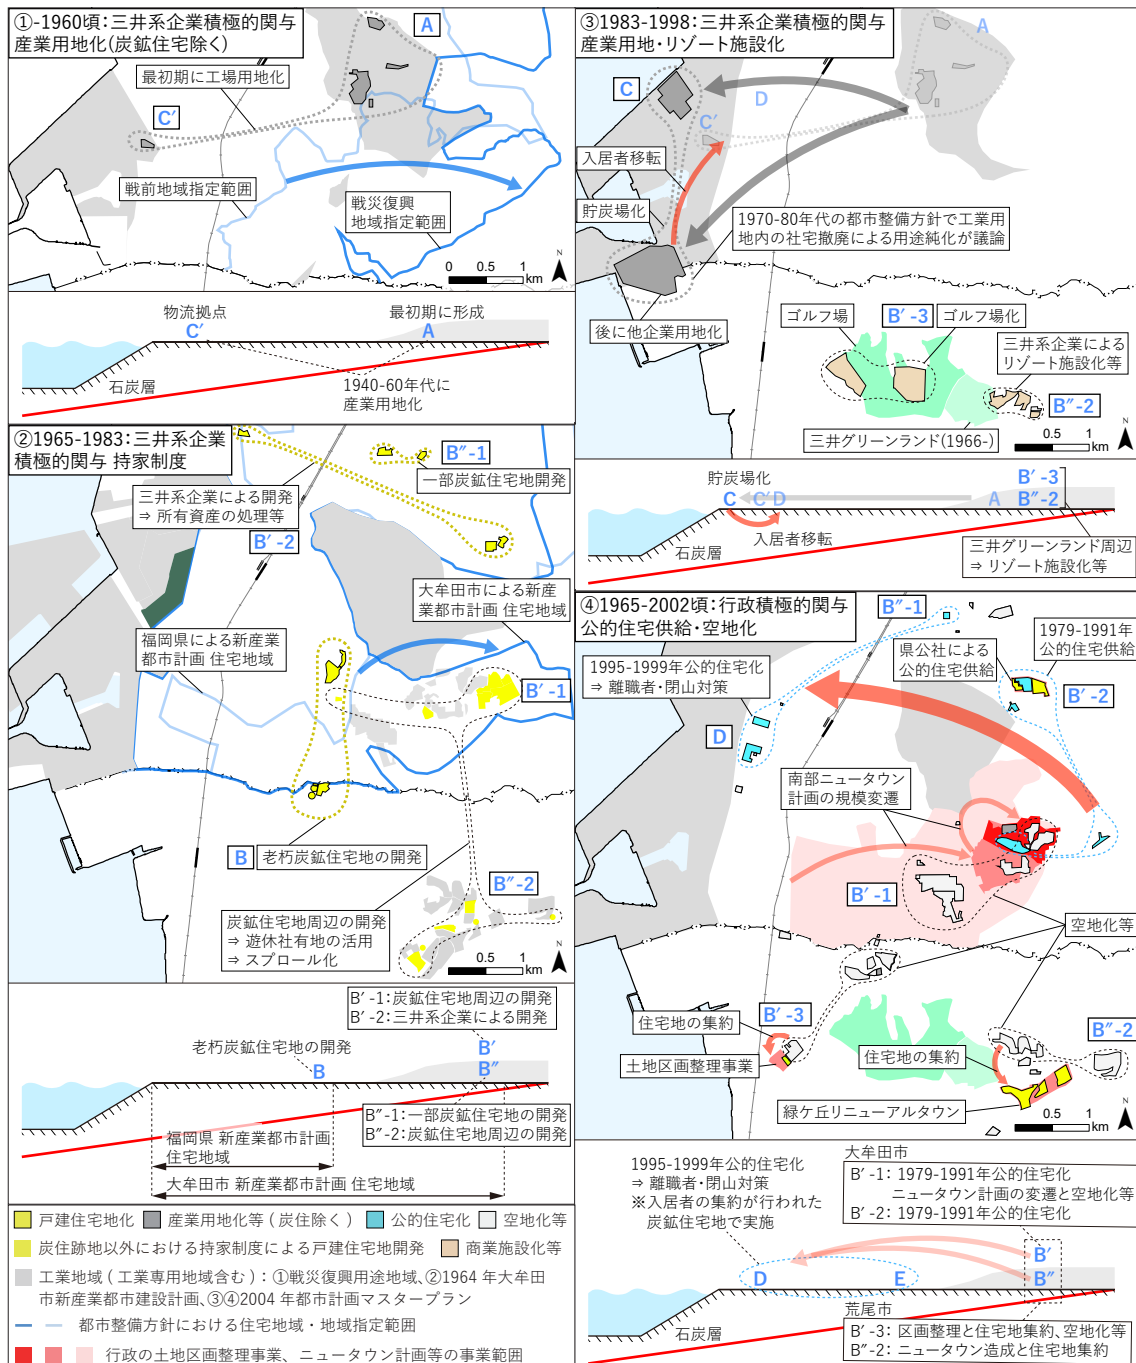 ①-1960頃：三井系企業積極的関与
産業用地化(炭鉱住宅除く)
A
最初期に工場用地化
C′
戦前地域指定範囲
戦災復興
地域指定範囲
N
0 0.5 1
km
物流拠点
C′
最初期に形成
A
石炭層
1940-60年代に
産業用地化
②1965-1983：三井系企業
積極的関与 持家制度
B″-1
一部炭鉱住宅地開発
三井系企業による開発
⇒ 所有資産の処理等
B′-2
大牟田市による新産
業都市計画 住宅地域
福岡県による新産業
都市計画 住宅地域
B′-1
B
老朽炭鉱住宅地の開発
B″-2
炭鉱住宅地周辺の開発
⇒ 遊休社有地の活用
⇒ スプロール化
N
0.5 1
km
B′-1：炭鉱住宅地周辺の開発
B′-2：三井系企業による開発
老朽炭鉱住宅地の開発
B
B′
B″
B″-1：一部炭鉱住宅地の開発
B″-2：炭鉱住宅地周辺の開発
福岡県 新産業都市計画
住宅地域
大牟田市 新産業都市計画 住宅地域
戸建住宅地化
産業用地化等 ( 炭住除く )
公的住宅化
空地化等
炭住跡地以外における持家制度による戸建住宅地開発
商業施設化等
工業地域 ( 工業専用地域含む )：①戦災復興用途地域、②1964 年大牟田
市新産業都市建設計画、③④2004 年都市計画マスタープラン
都市整備方針における住宅地域・地域指定範囲
行政の土地区画整理事業、ニュータウン計画等の事業範囲
③1983-1998：三井系企業積極的関与
産業用地・リゾート施設化
A
C
D
C′
入居者移転
貯炭場化
1970-80年代の都市整備方針で工業用
地内の社宅撤廃による用途純化が議論
後に他企業用地化
ゴルフ場
B′-3
ゴルフ場化
三井系企業による
リゾート施設化等
B″-2
三井グリーンランド(1966-)
N
0.5 1
km
貯炭場化
C C′ D
A
B′-3
B″-2
石炭層
入居者移転
三井グリーンランド周辺
⇒ リゾート施設化等
④1965-2002：行政積極的関与
公的住宅供給・空地化
B″-1
1979-1991年
公的住宅供給
県公社による
公的住宅供給
1995-1999年公的住宅化
⇒ 離職者・閉山対策
B′-2
D
南部ニュータウン
計画の規模変遷
B′-1
空地化等
B′-3
住宅地の集約
土地区画整理事業
B″-2
住宅地の集約
緑ケ丘リニューアルタウン
N
0.5 1
km
1995-1999年公的住宅化
⇒ 離職者・閉山対策
※入居者の集約が行われた
炭鉱住宅地で実施
大牟田市
B′-1：1979-1991年公的住宅化
ニュータウン計画の変遷と空地化等
B′-2：1979-1991年公的住宅化
D
E
B′
B″
石炭層
荒尾市
B′-3：区画整理と住宅地集約、空地化等
B″-2：ニュータウン造成と住宅地集約